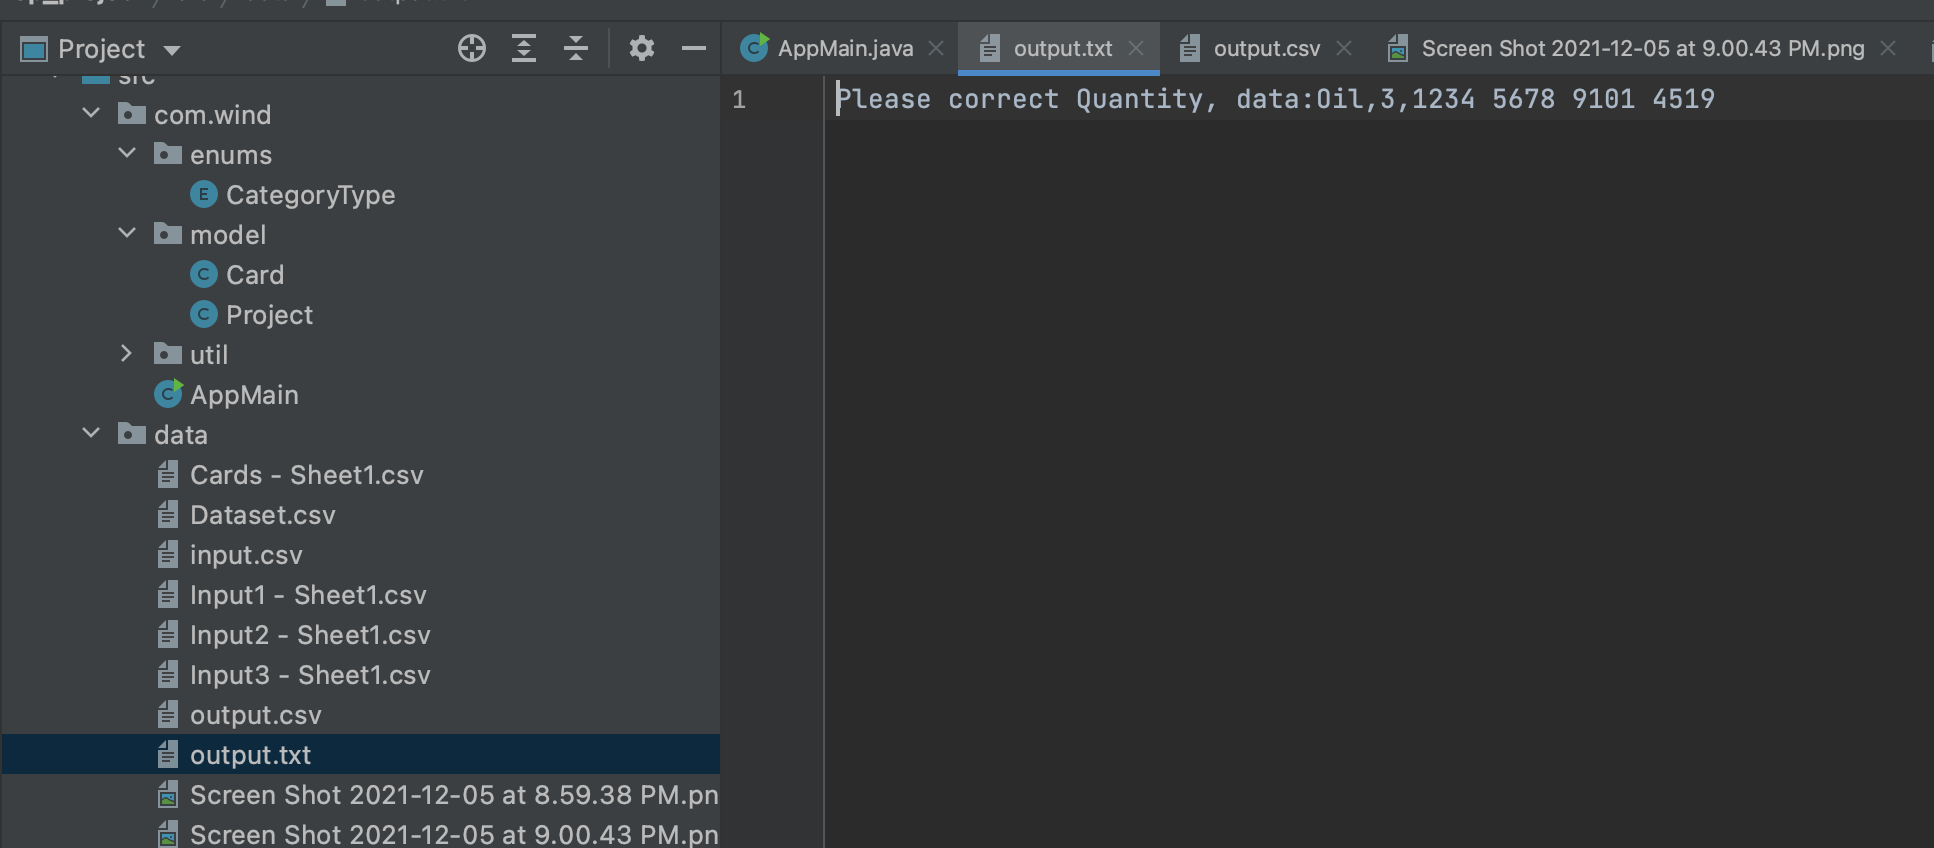 Project
AppMain.java
output.txt
output.csv
Screen Shot 2021-12-05 at 9.00.43 PM.png
src
com.wind
enums
E CategoryType
model
C Card
C Project
util
C AppMain
data
Cards - Sheet1.csv
Dataset.csv
input.csv
Input1 - Sheet1.csv
Input2 - Sheet1.csv
Input3 - Sheet1.csv
output.csv
output.txt
Screen Shot 2021-12-05 at 8.59.38 PM.pn
Screen Shot 2021-12-05 at 9.00.43 PM.pn
1 Please correct Quantity, data:Oil,3,1234 5678 9101 4519